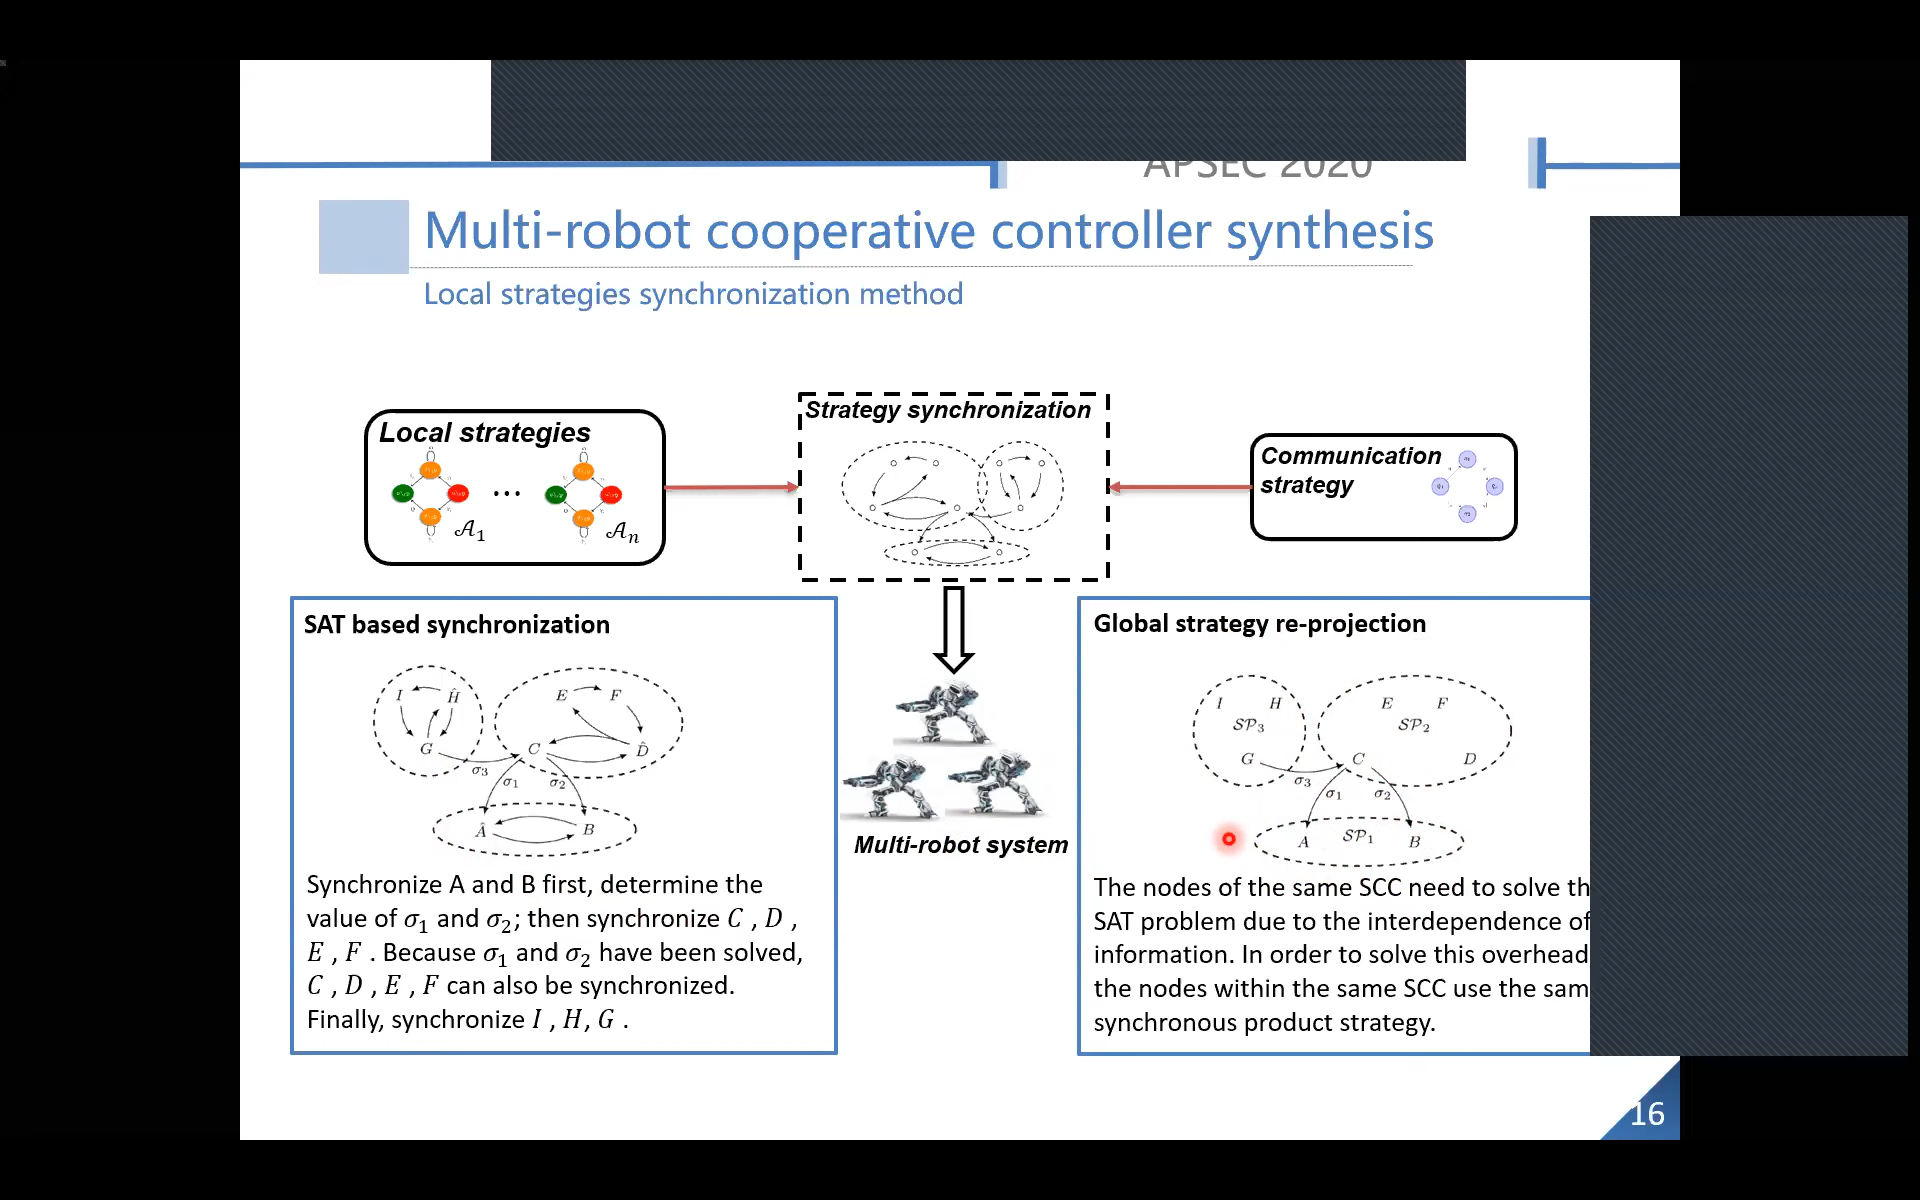 APSEC 2020
Multi-robot cooperative controller synthesis
Local strategies synchronization method
Local strategies
𝒜1
...
𝒜n
Strategy synchronization
Communication
strategy
SAT based synchronization
I Ĥ E F
G C D̂
σ3 σ1 σ2
Â B
Synchronize A and B first, determine the
value of σ1 and σ2; then synchronize C , D ,
E , F . Because σ1 and σ2 have been solved,
C , D , E , F can also be synchronized.
Finally, synchronize I , H, G .
Multi-robot system
Global strategy re-projection
I H E F
𝒮𝒫3 𝒮𝒫2
G C D
σ3 σ1 σ2
A 𝒮𝒫1 B
The nodes of the same SCC need to solve th
SAT problem due to the interdependence of
information. In order to solve this overhead
the nodes within the same SCC use the sam
synchronous product strategy.
16